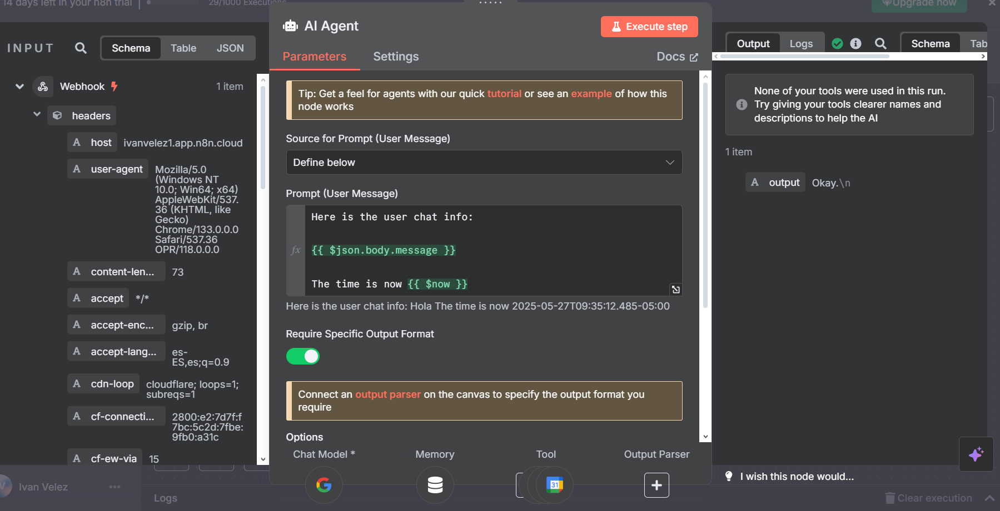 14 days left in your n8n trial
29/1000 Executions
Upgrade now
INPUT
Schema
Table
JSON
Webhook
1 item
headers
A host ivanvelez1.app.n8n.cloud
A user-agent Mozilla/5.0
(Windows NT
10.0; Win64; x64)
AppleWebKit/537.
36 (KHTML, like
Gecko)
Chrome/133.0.0.0
Safari/537.36
OPR/118.0.0.0
A content-len... 73
A accept */*
A accept-enc... gzip, br
A accept-lang... es-
ES,es;q=0.9
A cdn-loop cloudflare; loops=1;
subreqs=1
A cf-connecti... 2800:e2:7d7f:f
7bc:5c2d:7fbe:
9fb0:a31c
A cf-ew-via 15
V Ivan Velez
Logs
AI Agent
Execute step
Parameters
Settings
Docs
Tip: Get a feel for agents with our quick tutorial or see an example of how this
node works
Source for Prompt (User Message)
Define below
Prompt (User Message)
fx
Here is the user chat info:
{{ $json.body.message }}
The time is now {{ $now }}
Here is the user chat info: Hola The time is now 2025-05-27T09:35:12.485-05:00
Require Specific Output Format
Connect an output parser on the canvas to specify the output format you
require
Options
Chat Model *
Memory
Tool
Output Parser
31
Output
Logs
Schema
Tab
None of your tools were used in this run.
Try giving your tools clearer names and
descriptions to help the AI
1 item
A output Okay.\n
I wish this node would...
Clear execution